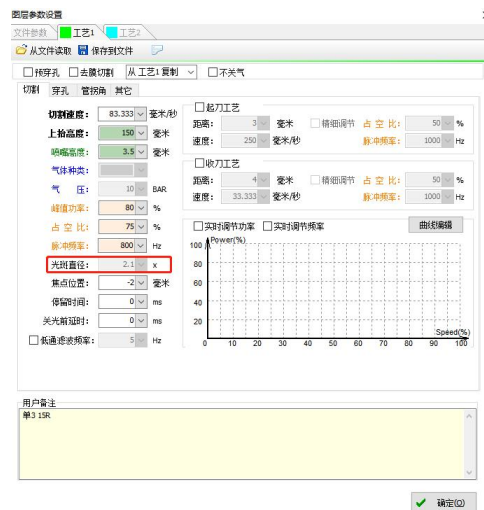 图层参数设置
文件参数 工艺1 工艺2
从文件读取 保存到文件
预穿孔 去膜切割 从 工艺1 复制 不关气
切割 穿孔 管拐角 其它
切割速度： 83.333 毫米/秒
上抬高度： 150 毫米
喷嘴高度： 3.5 毫米
气体种类：
气 压： 10 BAR
峰值功率： 80 %
占 空 比： 75 %
脉冲频率： 800 Hz
光斑直径： 2.1 x
焦点位置： -2 毫米
停留时间： 0 ms
关光前延时： 0 ms
低通滤波频率： 5 Hz
起刀工艺
距离： 3 毫米 精细调节 占 空 比： 50 %
速度： 250 毫米/秒 脉冲频率： 1000 Hz
收刀工艺
距离： 4 毫米 精细调节 占 空 比： 50 %
速度： 33.333 毫米/秒 脉冲频率： 1000 Hz
实时调节功率 实时调节频率 曲线编辑
Power(%)
100
80
60
40
20
Speed(%)
0 10 20 30 40 50 60 70 80 90 100
用户备注
单3 15R
确定(O)